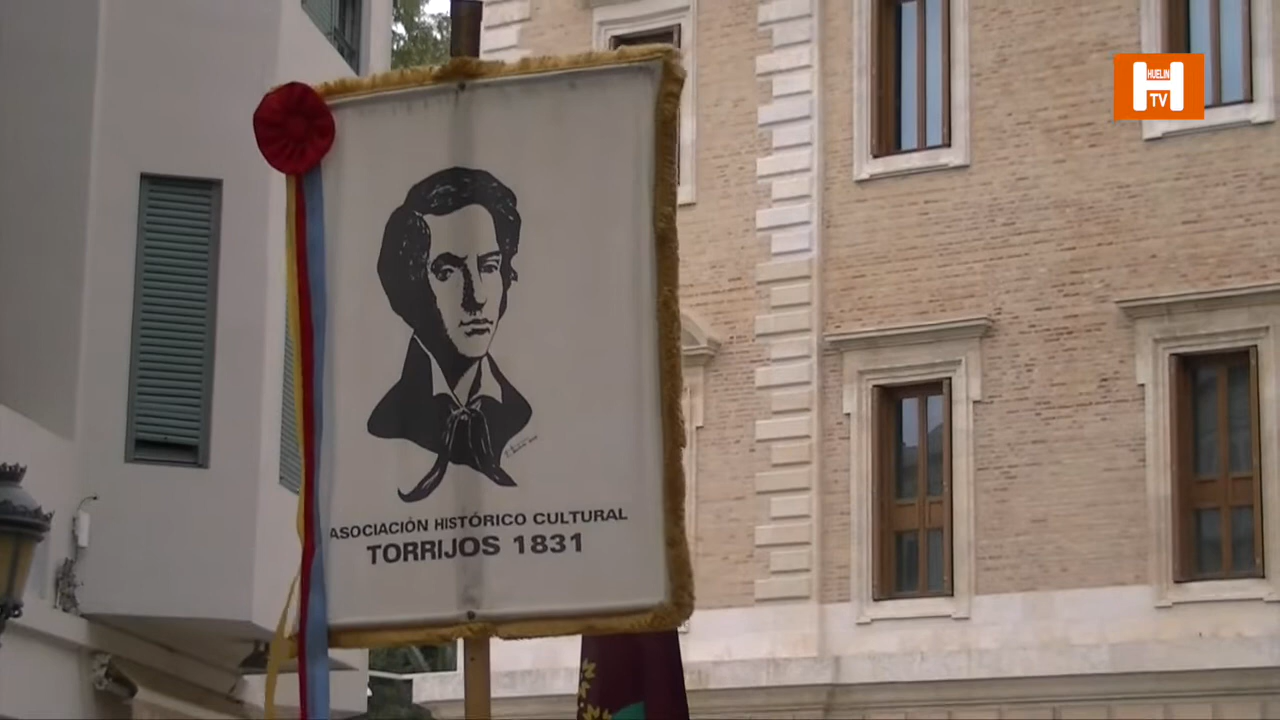 HUELIN
TV
ASOCIACIÓN HISTÓRICO CULTURAL
TORRIJOS 1831